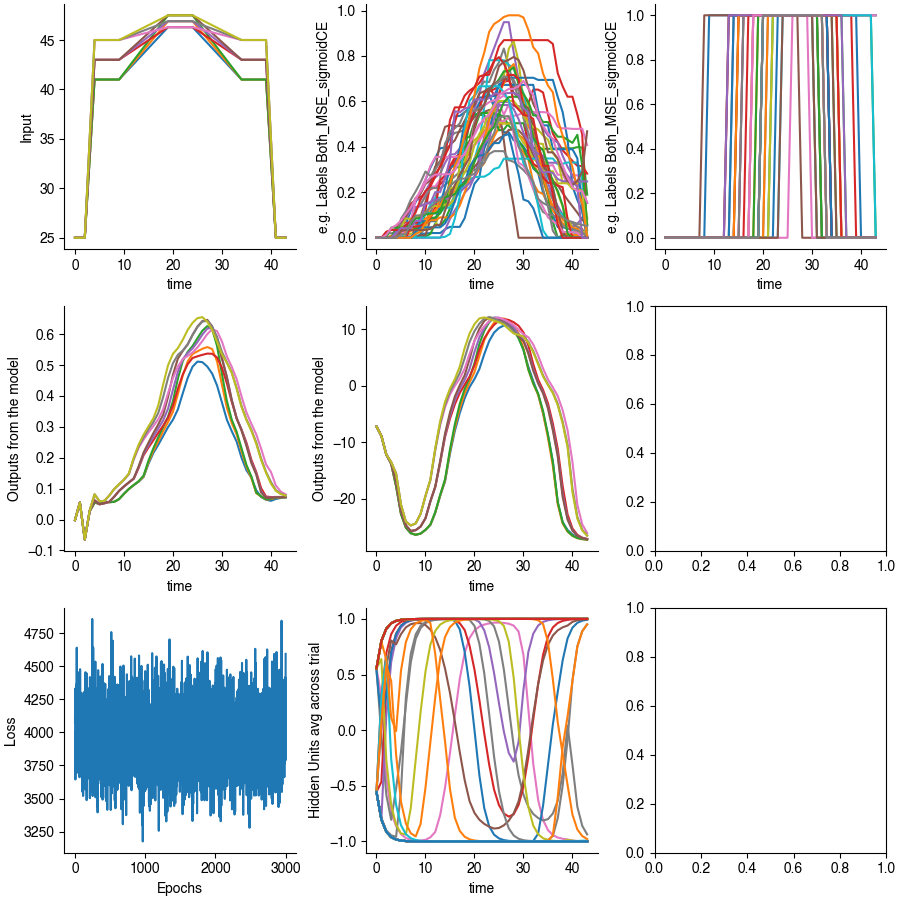 45
40
35
30
25
Input
0 10 20 30 40
time
1.0
0.8
0.6
0.4
0.2
0.0
e.g. Labels Both_MSE_sigmoidCE
0 10 20 30 40
time
1.0
0.8
0.6
0.4
0.2
0.0
e.g. Labels Both_MSE_sigmoidCE
0 10 20 30 40
time
0.6
0.5
0.4
0.3
0.2
0.1
0.0
−0.1
Outputs from the model
0 10 20 30 40
time
10
0
−10
−20
Outputs from the model
0 10 20 30 40
time
1.0
0.8
0.6
0.4
0.2
0.0
0.0 0.2 0.4 0.6 0.8 1.0
4750
4500
4250
4000
3750
3500
3250
Loss
0 1000 2000 3000
Epochs
1.0
0.5
0.0
−0.5
−1.0
Hidden Units avg across trial
0 10 20 30 40
time
1.0
0.8
0.6
0.4
0.2
0.0
0.0 0.2 0.4 0.6 0.8 1.0